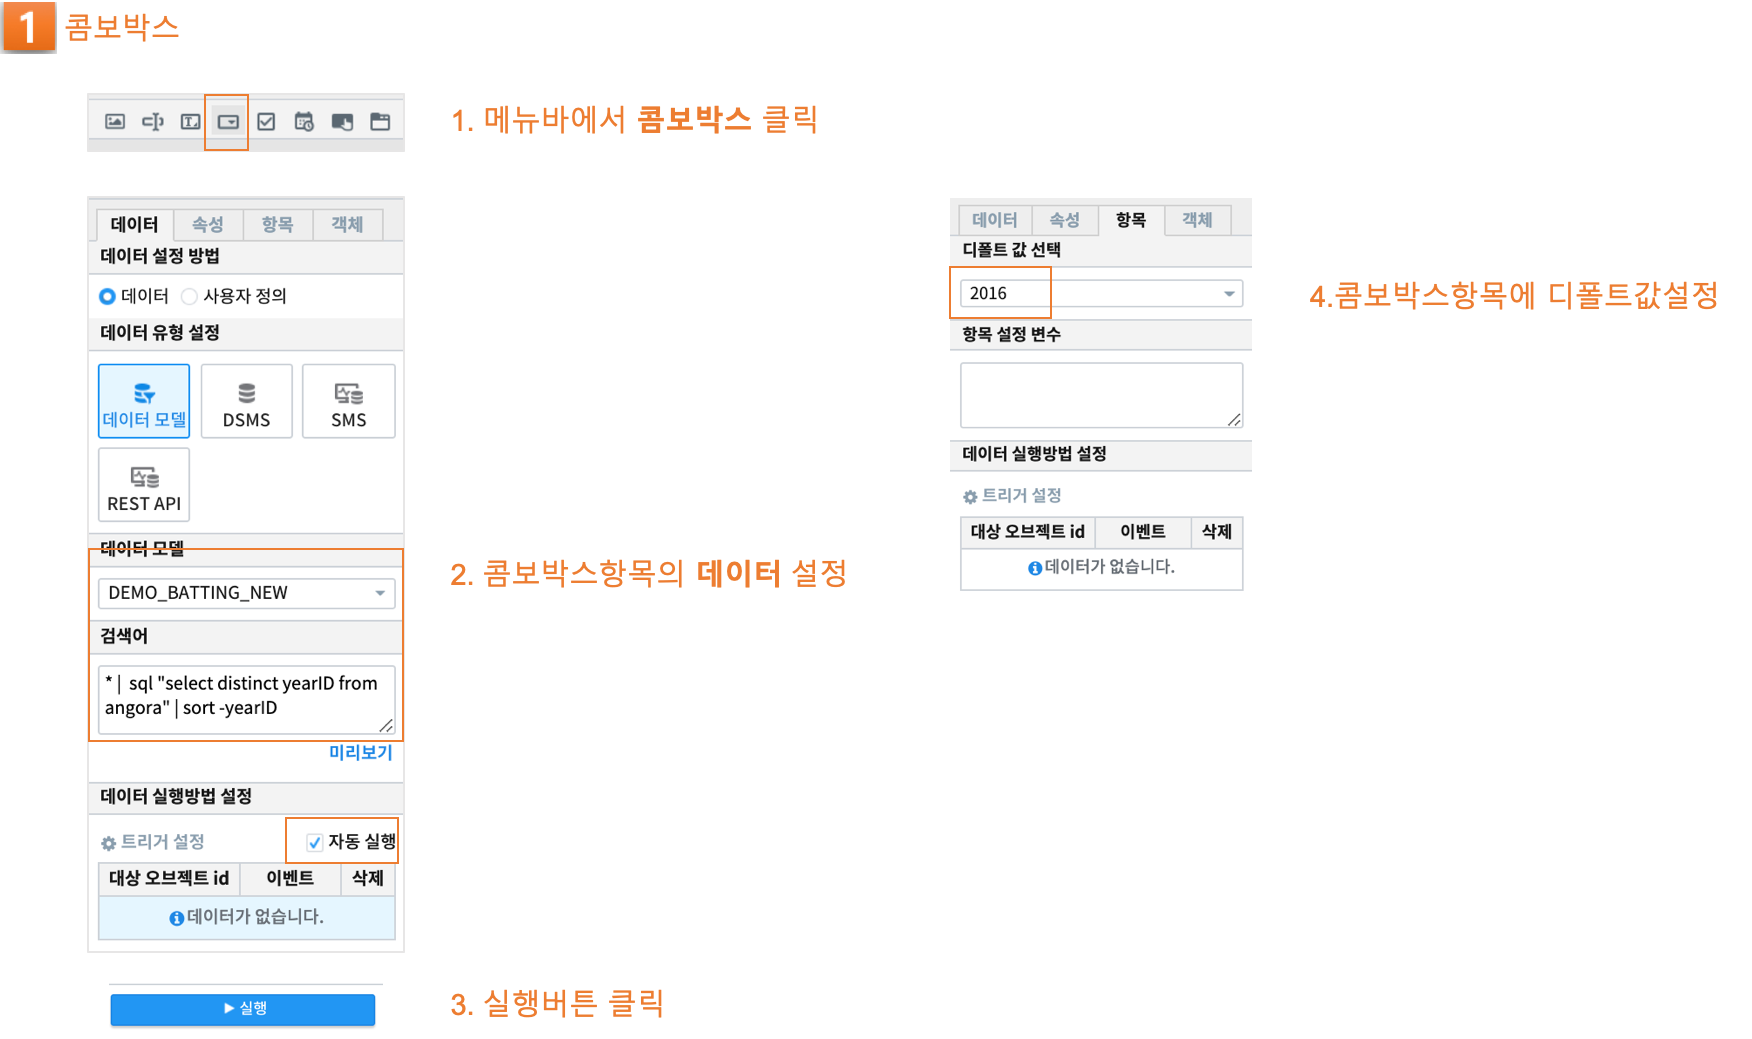 1 콤보박스
1. 메뉴바에서 콤보박스 클릭
데이터 속성 항목 객체
데이터 설정 방법
데이터 사용자 정의
데이터 유형 설정
데이터 모델 DSMS SMS
REST API
데이터 모델
DEMO_BATTING_NEW
검색어
* | sql "select distinct yearID from
angora" | sort -yearID
미리보기
데이터 실행방법 설정
트리거 설정 자동 실행
대상 오브젝트 id 이벤트 삭제
데이터가 없습니다.
2. 콤보박스항목의 데이터 설정
실행
3. 실행버튼 클릭
데이터 속성 항목 객체
디폴트 값 선택
2016
항목 설정 변수
데이터 실행방법 설정
트리거 설정
대상 오브젝트 id 이벤트 삭제
데이터가 없습니다.
4.콤보박스항목에 디폴트값설정